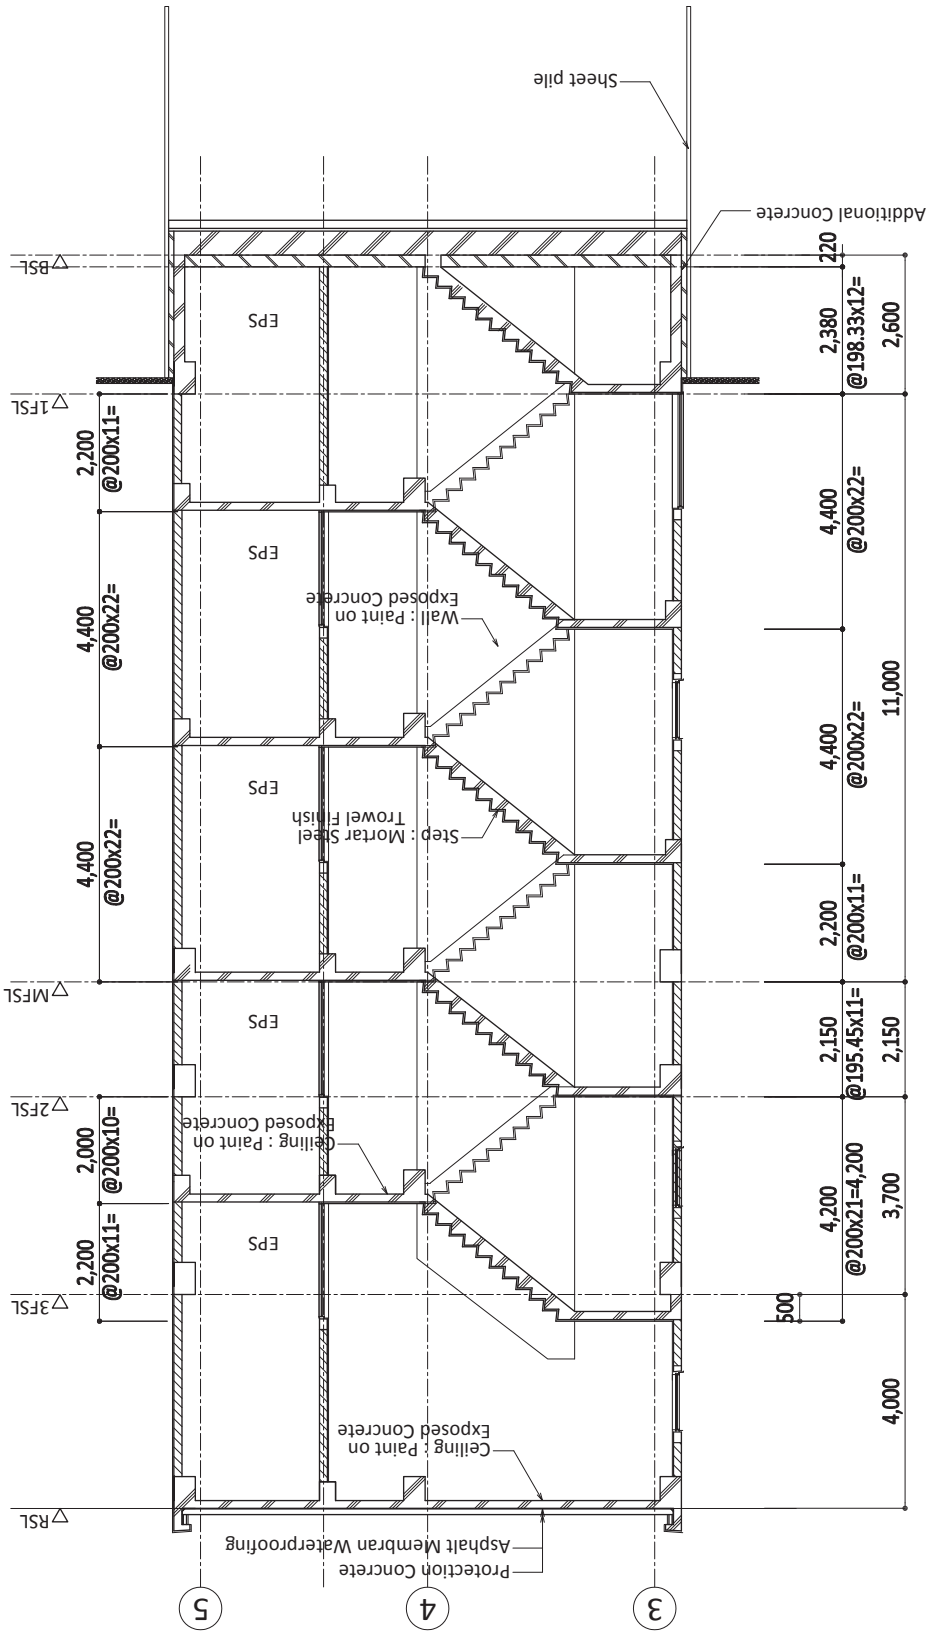 3
4
5
Protection Concrete
Asphalt Membran Waterproofing
RSL
Ceiling : Paint on
Exposed Concrete
4,000
500
3FSL
EPS
2,200
@200x11=
4,200
@200x21=4,200
3,700
Ceiling : Paint on
Exposed Concrete
2,000
@200x10=
2FSL
2,150
@195.45x11=
2,150
EPS
MFSL
2,200
@200x11=
4,400
@200x22=
Step : Mortar Steel
Trowel Finish
EPS
4,400
@200x22=
11,000
Wall : Paint on
Exposed Concrete
4,400
@200x22=
EPS
4,400
@200x22=
2,200
@200x11=
1FSL
2,380
@198.33x12=
2,600
EPS
220
BSL
Additional Concrete
Sheet pile